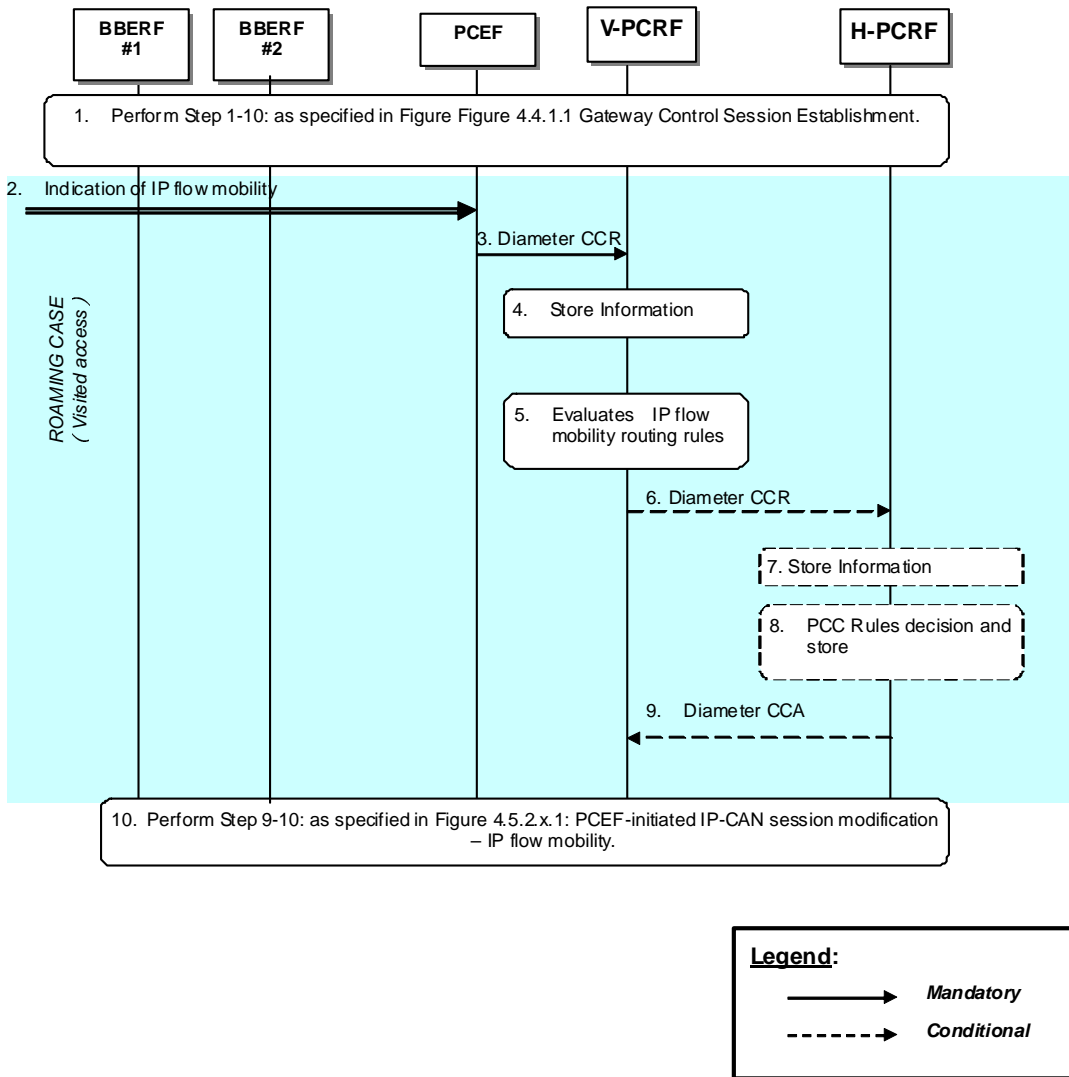 BBERF
#1
BBERF
#2
PCEF
V-PCRF
H-PCRF
1. Perform Step 1-10: as specified in Figure Figure 4.4.1.1 Gateway Control Session Establishment.
2. Indication of IP flow mobility
3. Diameter CCR
ROAMING CASE
( Visited access )
4. Store Information
5. Evaluates IP flow
mobility routing rules
6. Diameter CCR
7. Store Information
8. PCC Rules decision and
store
9. Diameter CCA
10. Perform Step 9-10: as specified in Figure 4.5.2.x.1: PCEF-initiated IP-CAN session modification
– IP flow mobility.
Legend:
Mandatory
Conditional